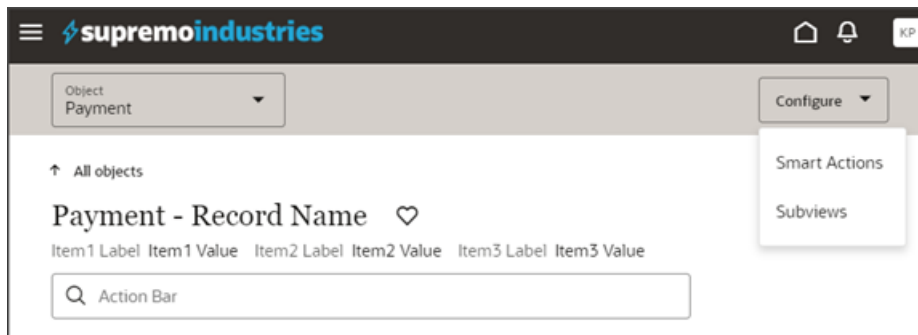 supremoindustries
KP
Object
Payment
Configure
Smart Actions
Subviews
↑ All objects
Payment - Record Name
Item1 Label Item1 Value Item2 Label Item2 Value Item3 Label Item3 Value
Action Bar